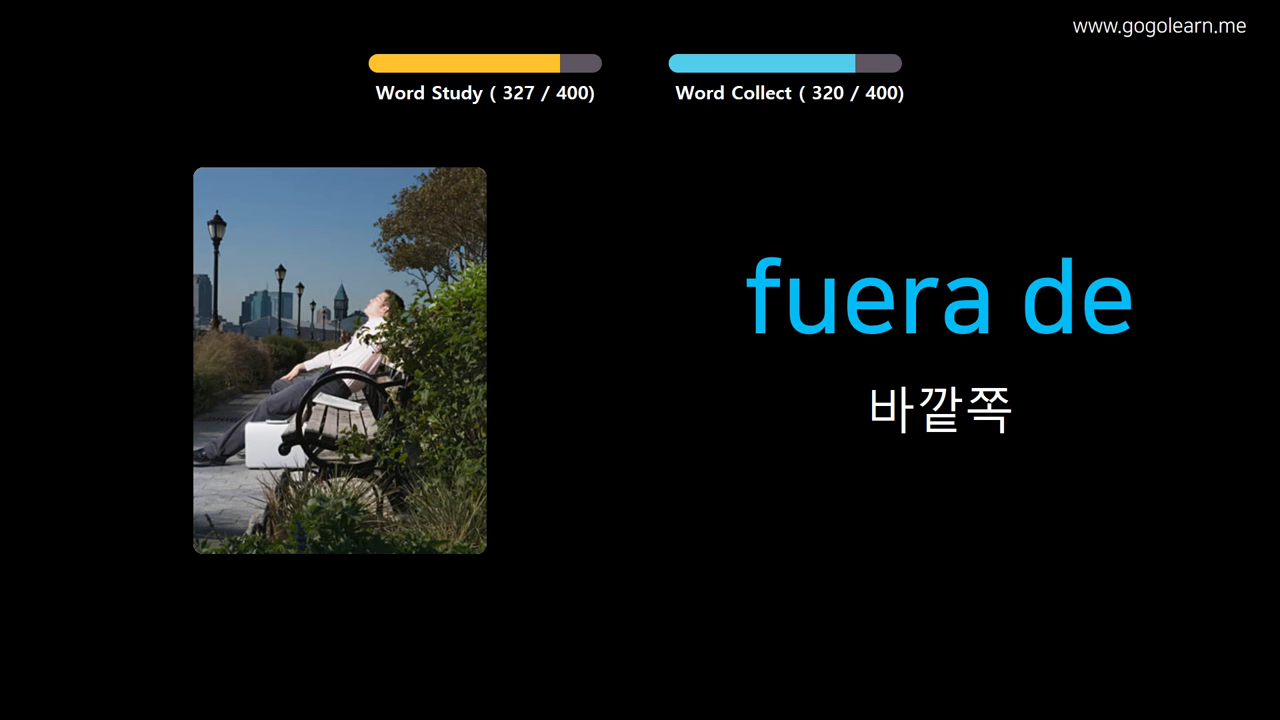 www.gogolearn.me
Word Study ( 327 / 400)
Word Collect ( 320 / 400)
fuera de
바깥쪽